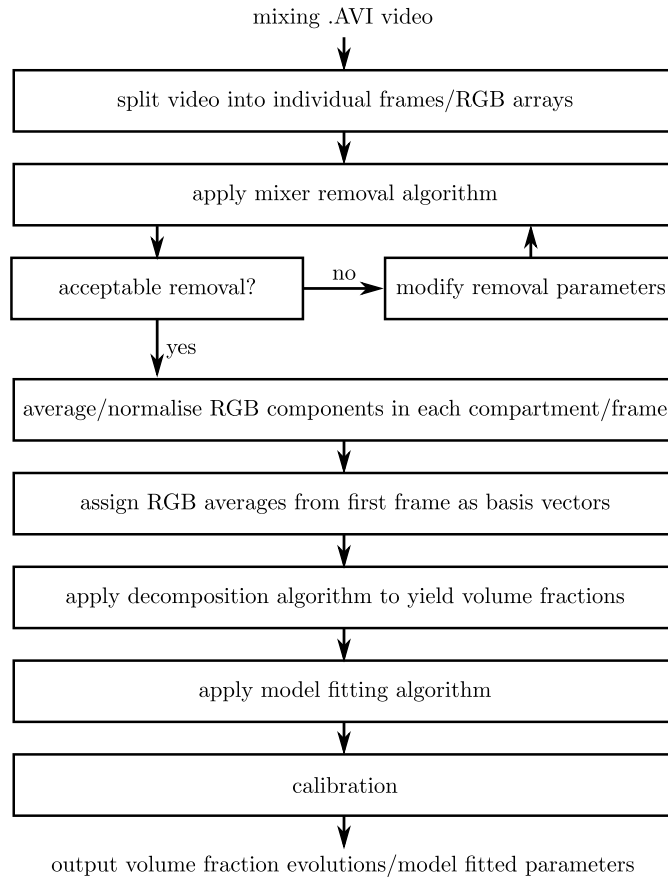 mixing .AVI video
split video into individual frames/RGB arrays
apply mixer removal algorithm
acceptable removal?
no
modify removal parameters
yes
average/normalise RGB components in each compartment/frame
assign RGB averages from first frame as basis vectors
apply decomposition algorithm to yield volume fractions
apply model fitting algorithm
calibration
output volume fraction evolutions/model fitted parameters